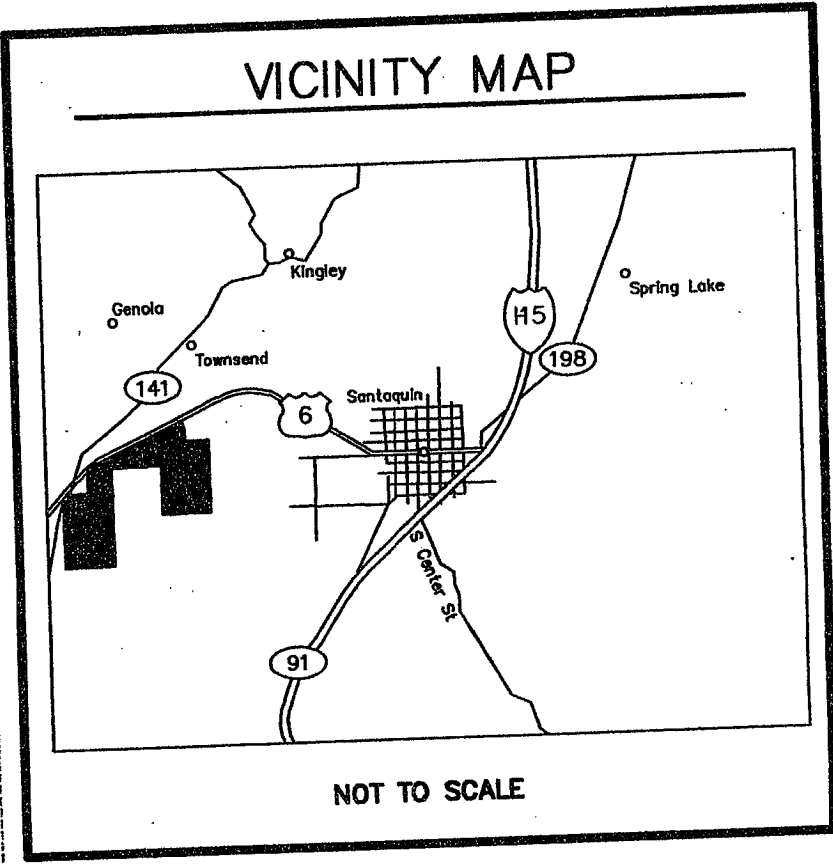 VICINITY MAP
Kingley
Genola
Spring Lake
I-15
Townsend
198
141
Santaquin
6
S Center St
91
NOT TO SCALE